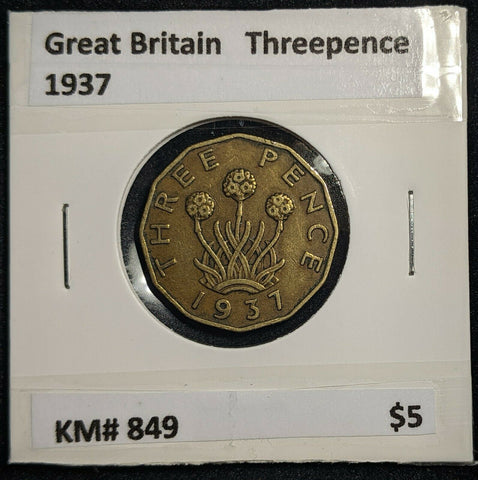 Great Britain Threepence
1937
THREE PENCE
1937
KM# 849 $5